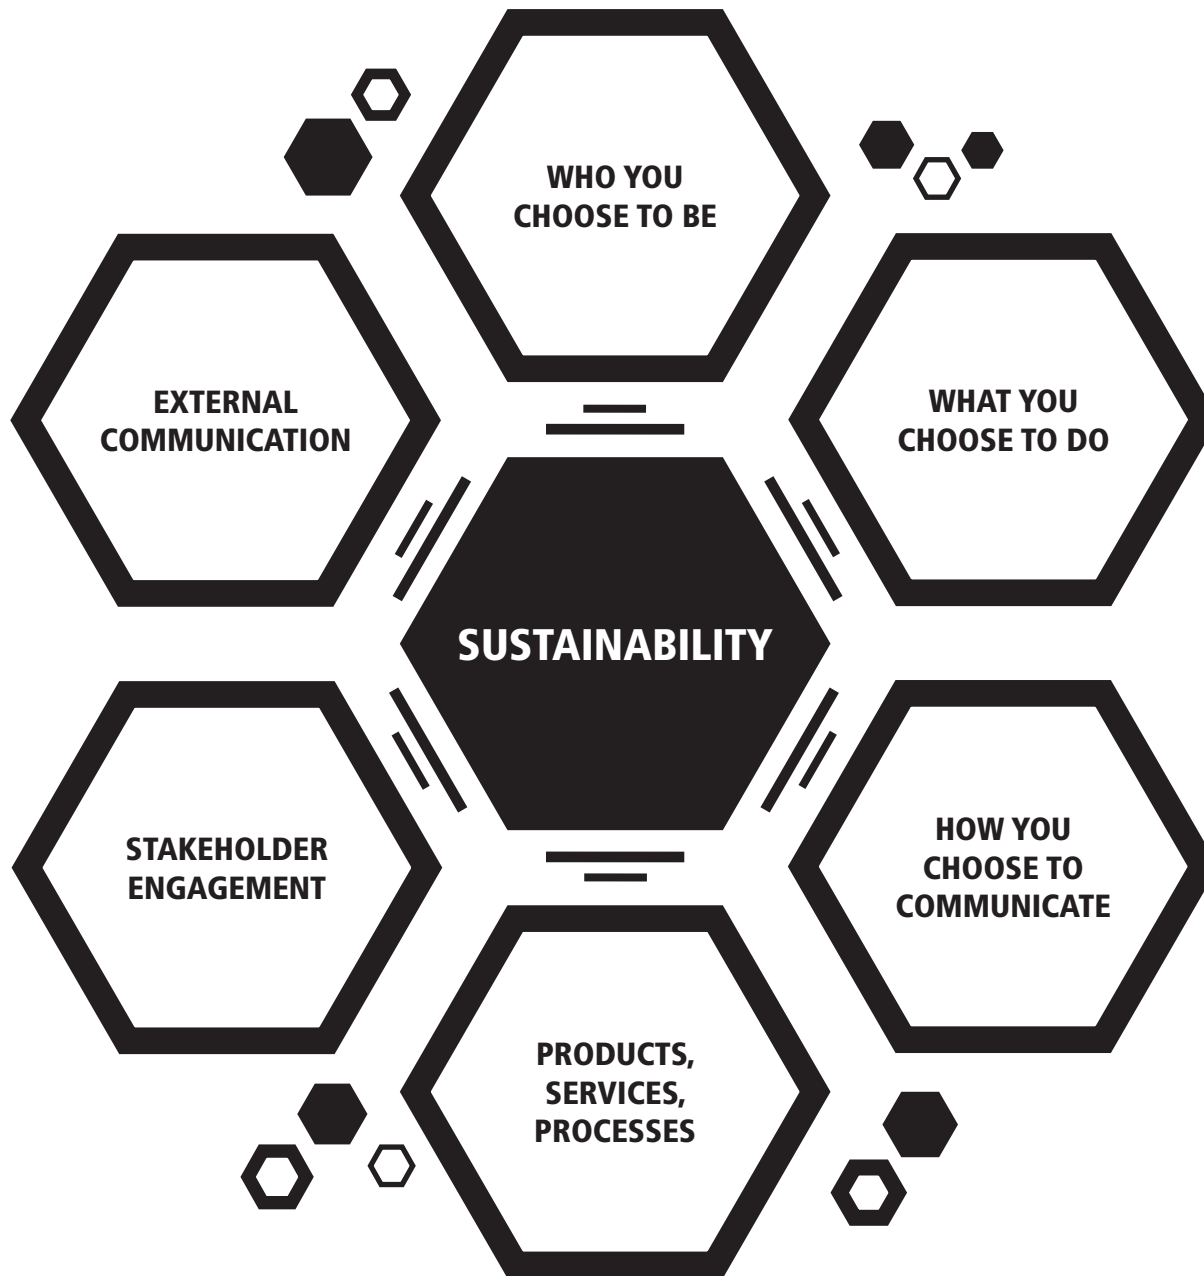 WHO YOU
CHOOSE TO BE
EXTERNAL
COMMUNICATION
WHAT YOU
CHOOSE TO DO
SUSTAINABILITY
STAKEHOLDER
ENGAGEMENT
HOW YOU
CHOOSE TO
COMMUNICATE
PRODUCTS,
SERVICES,
PROCESSES